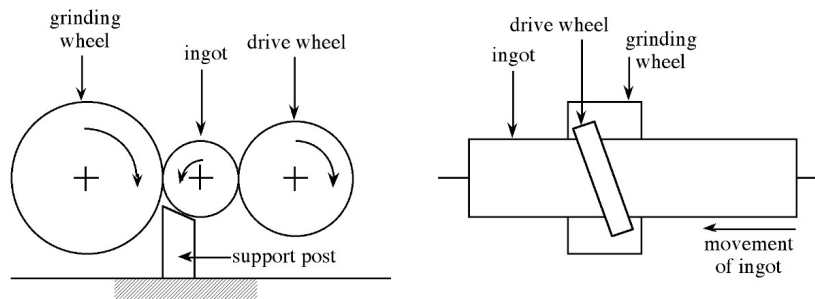 grinding
wheel
ingot
drive wheel
support post
drive wheel
ingot
grinding
wheel
movement
of ingot